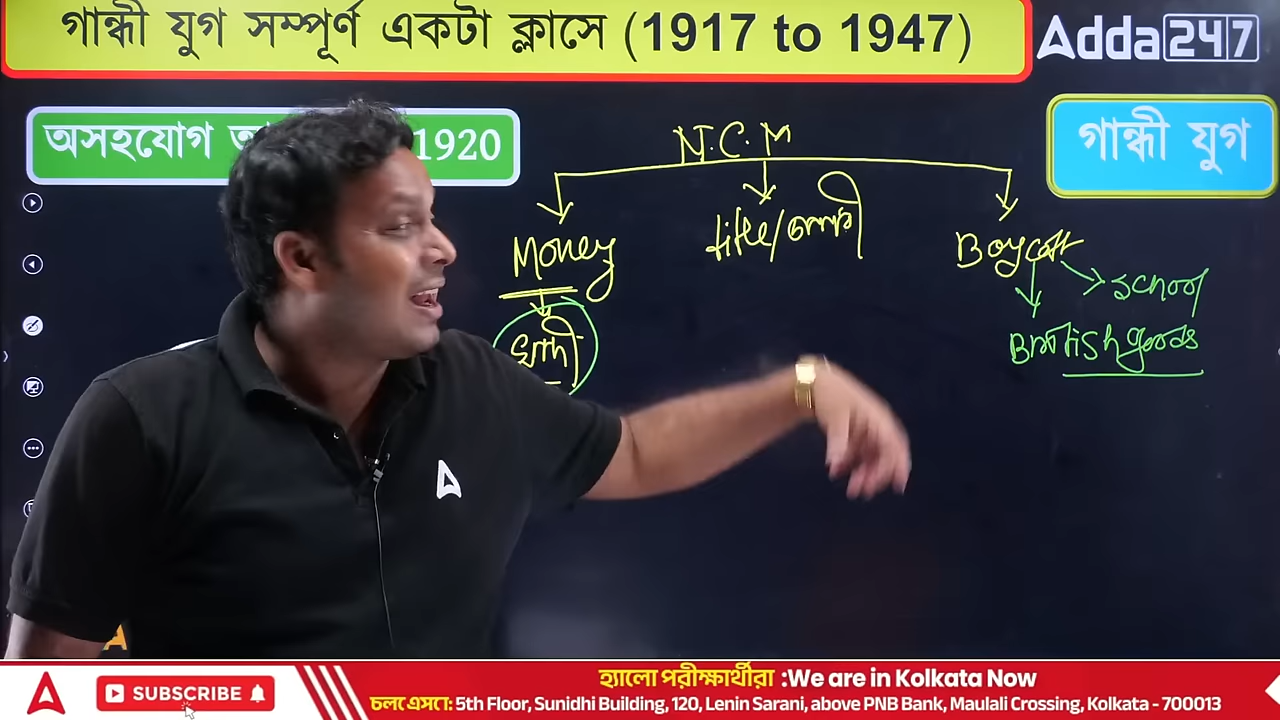 গান্ধী যুগ সম্পূর্ণ একটা ক্লাসে (1917 to 1947)
Adda247
অসহযোগ 1920
গান্ধী যুগ
N.C.M
Money
title/
Boycott
school
খাদী
British goods
A
হ্যালো পরীক্ষার্থীরা :We are in Kolkata Now
SUBSCRIBE
চলে এসো: 5th Floor, Sunidhi Building, 120, Lenin Sarani, above PNB Bank, Maulali Crossing, Kolkata - 700013